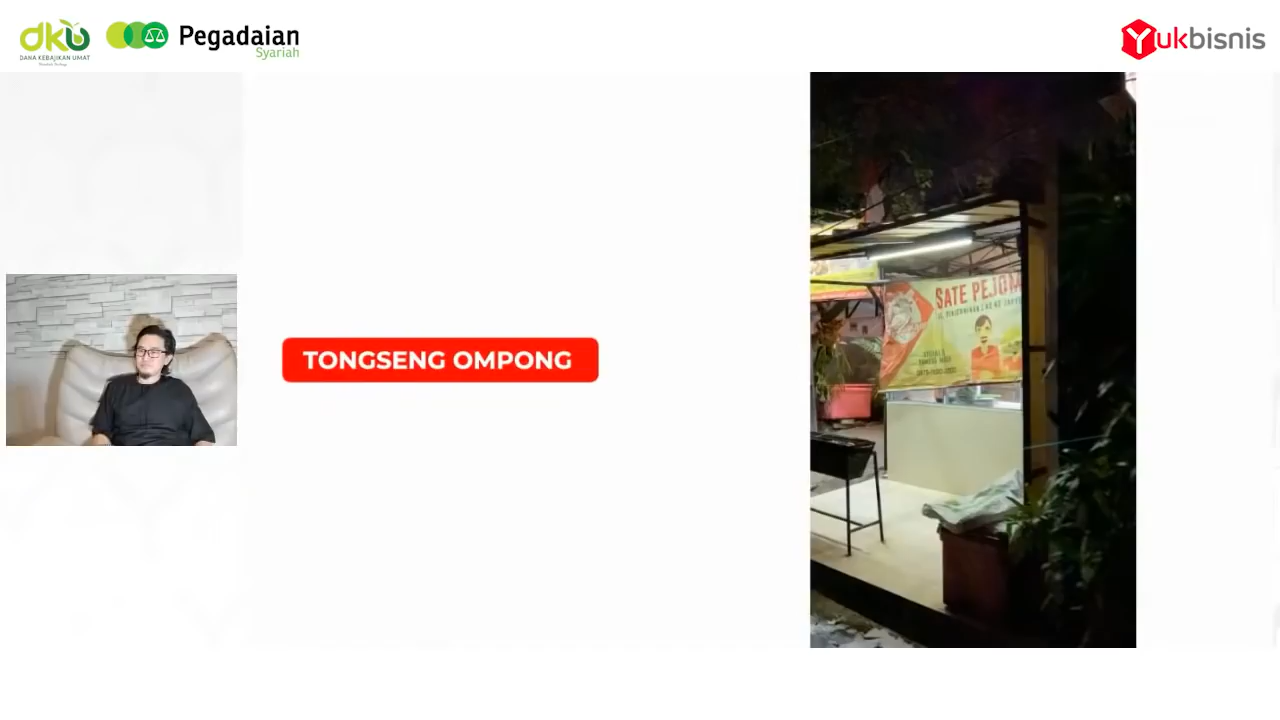 dku
DANA KEBAJIKAN UMAT
Pegadaian
Syariah
Yukbisnis
TONGSENG OMPONG
SATE PEJOM